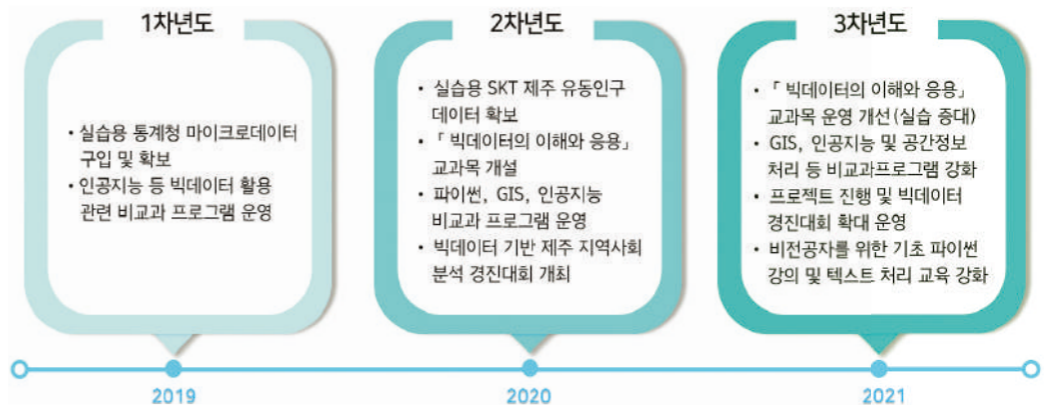 1차년도
• 실습용 통계청 마이크로데이터
구입 및 확보
• 인공지능 등 빅데이터 활용
관련 비교과 프로그램 운영
2019
2차년도
• 실습용 SKT 제주 유동인구
데이터 확보
• 「빅데이터의 이해와 응용」
교과목 개설
• 파이썬, GIS, 인공지능
비교과 프로그램 운영
• 빅데이터 기반 제주 지역사회
분석 경진대회 개최
2020
3차년도
• 「빅데이터의 이해와 응용」
교과목 운영 개선(실습 증대)
• GIS, 인공지능 및 공간정보
처리 등 비교과프로그램 강화
• 프로젝트 진행 및 빅데이터
경진대회 확대 운영
• 비전공자를 위한 기초 파이썬
강의 및 텍스트 처리 교육 강화
2021